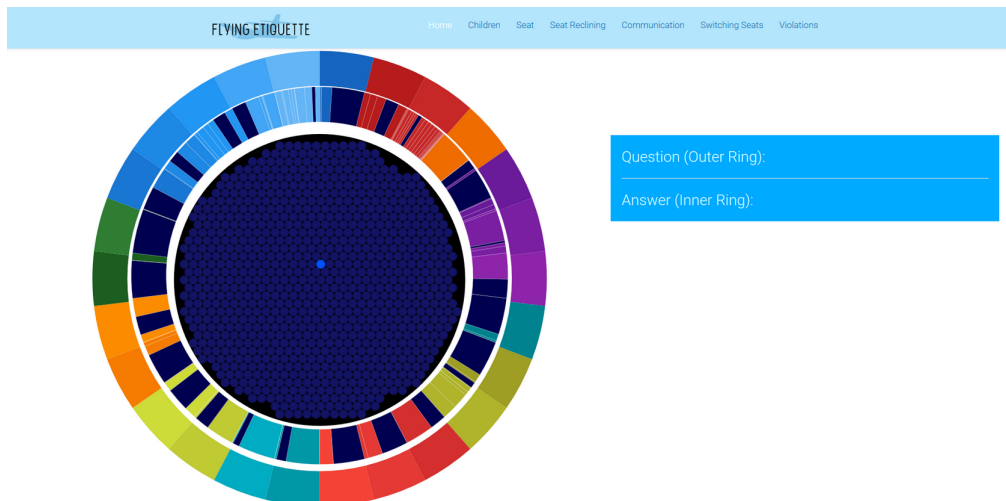 FLYING ETIQUETTE
Home Children Seat Seat Reclining Communication Switching Seats Violations
Question (Outer Ring):
Answer (Inner Ring):